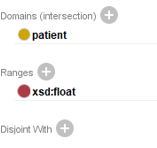 Domains (intersection)
patient
Ranges
xsd:float
Disjoint With